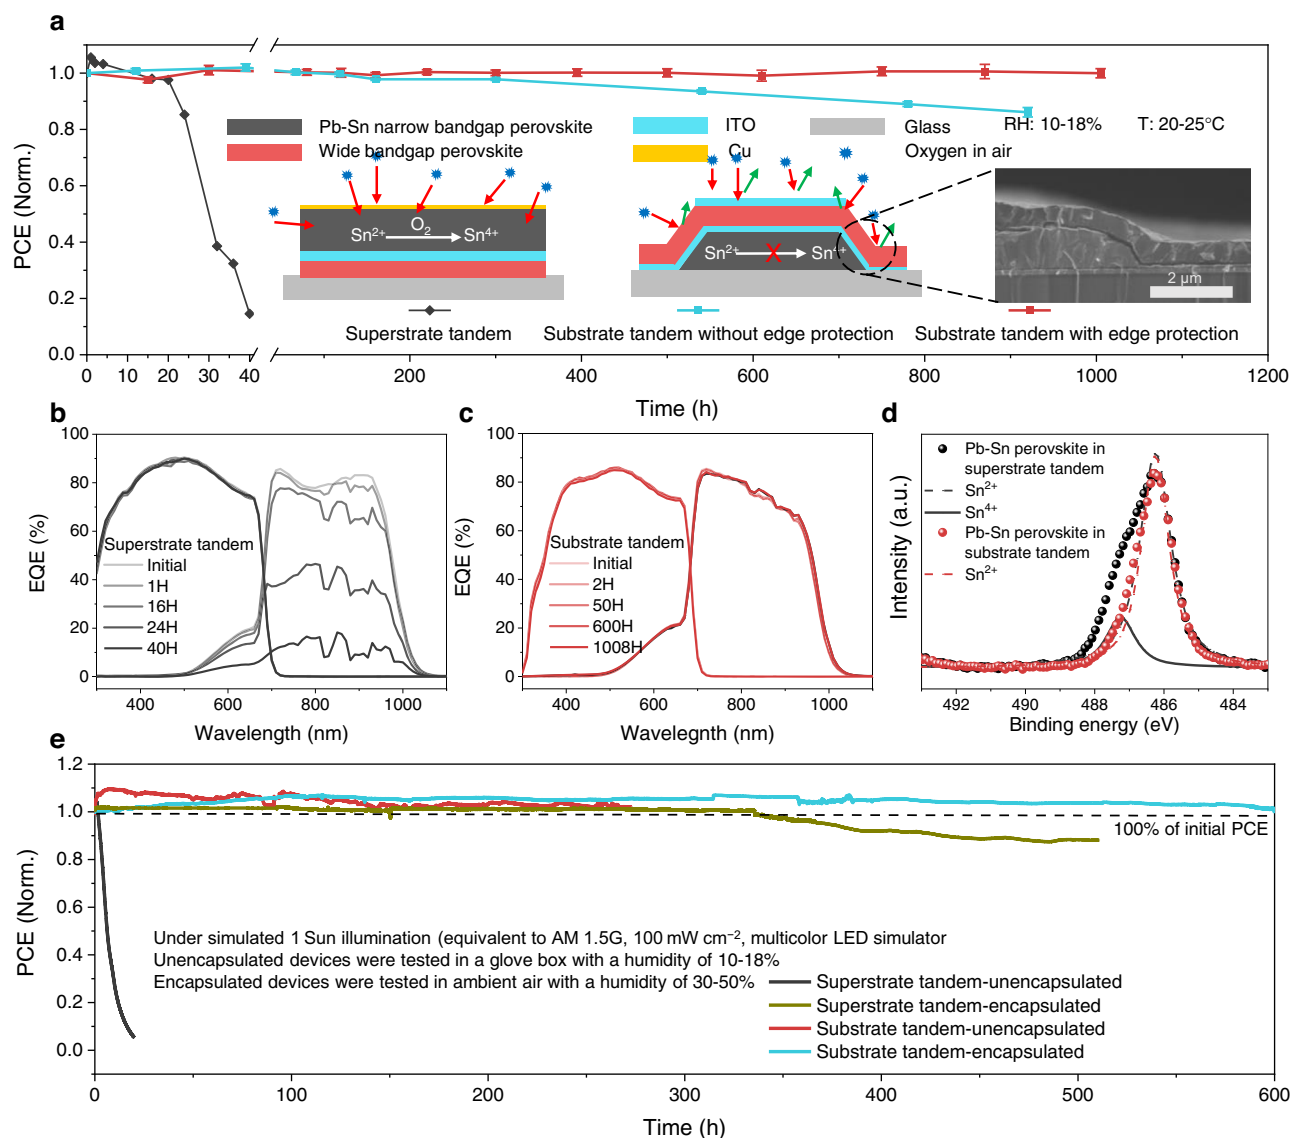 a
PCE (Norm.)
1.0
0.8
0.6
0.4
0.2
0.0
Pb-Sn narrow bandgap perovskite
Wide bandgap perovskite
ITO
Cu
Glass
Oxygen in air
RH: 10-18% T: 20-25°C
Sn²⁺ O₂ Sn⁴⁺
Sn²⁺ X Sn⁴⁺
2 μm
Superstrate tandem
Substrate tandem without edge protection
Substrate tandem with edge protection
0 10 20 30 40 200 400 600 800 1000 1200
Time (h)
b
EQE (%)
100
80
60
40
20
0
Superstrate tandem
Initial
1H
16H
24H
40H
400 600 800 1000
Wavelength (nm)
c
EQE (%)
100
80
60
40
20
0
Substrate tandem
Initial
2H
50H
600H
1008H
400 600 800 1000
Wavelegnth (nm)
d
Intensity (a.u.)
Pb-Sn perovskite in
superstrate tandem
Sn²⁺
Sn⁴⁺
Pb-Sn perovskite in
substrate tandem
Sn²⁺
492 490 488 486 484
Binding energy (eV)
e
PCE (Norm.)
1.2
1.0
0.8
0.6
0.4
0.2
0.0
100% of initial PCE
Under simulated 1 Sun illumination (equivalent to AM 1.5G, 100 mW cm⁻², multicolor LED simulator
Unencapsulated devices were tested in a glove box with a humidity of 10-18%
Encapsulated devices were tested in ambient air with a humidity of 30-50%
Superstrate tandem-unencapsulated
Superstrate tandem-encapsulated
Substrate tandem-unencapsulated
Substrate tandem-encapsulated
0 100 200 300 400 500 600
Time (h)